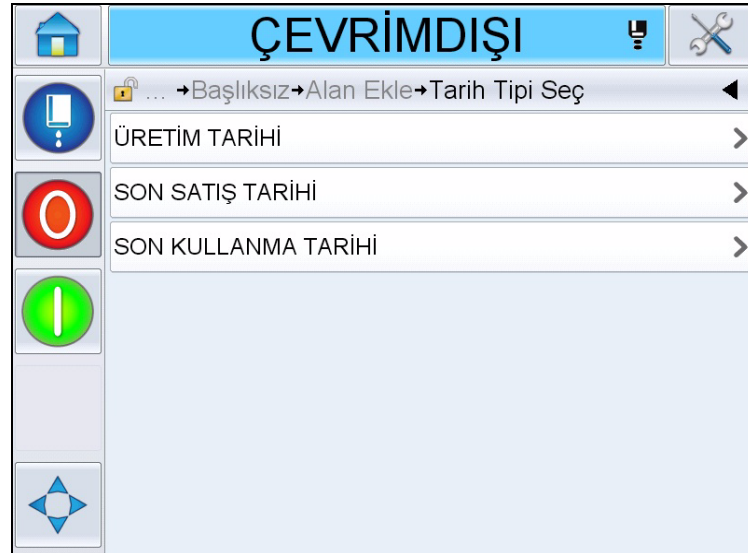 ÇEVRİMDIŞI
... →Başlıksız→Alan Ekle→Tarih Tipi Seç
ÜRETİM TARİHİ
SON SATIŞ TARİHİ
SON KULLANMA TARİHİ